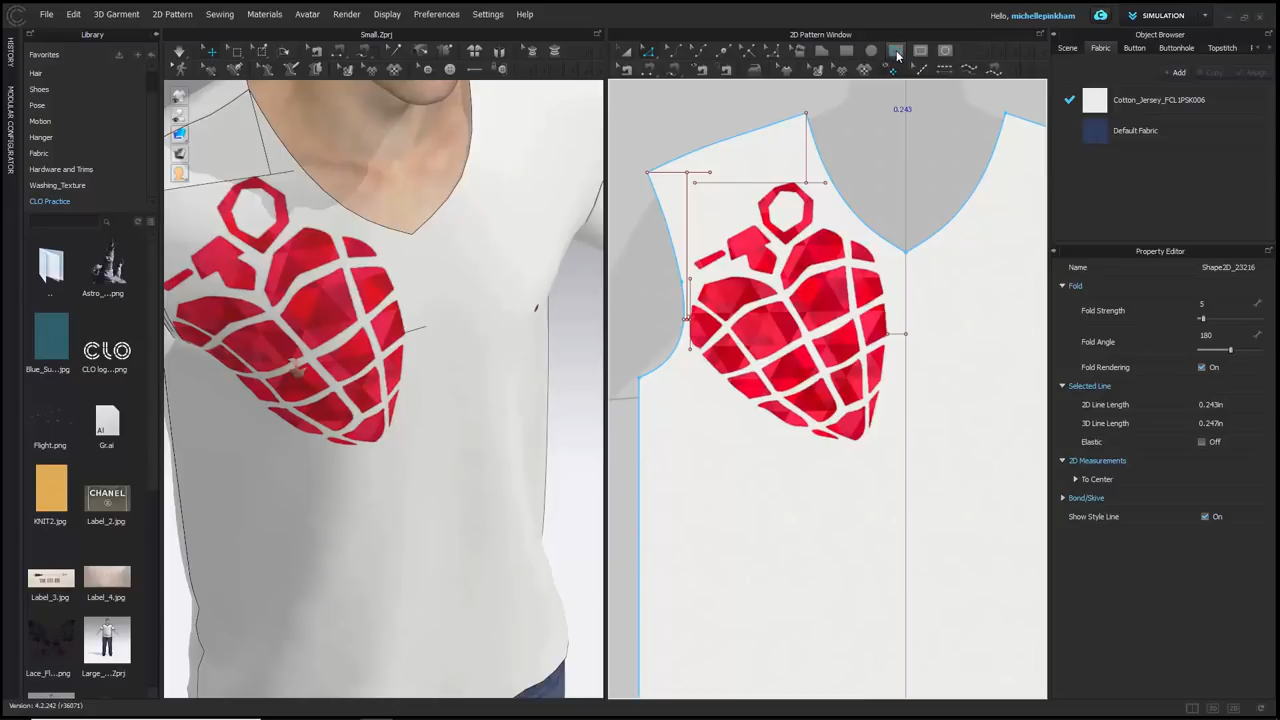 File Edit 3D Garment 2D Pattern Sewing Materials Avatar Render Display Preferences Settings Help
Hello, michellepinkham
SIMULATION
HISTORY
MODULAR CONFIGURATOR
Library
Small.Zprj
2D Pattern Window
Object Browser
Favorites
Hair
Shoes
Pose
Motion
Hanger
Fabric
Hardware and Trims
Washing_Texture
CLO Practice
..
Astro_...png
CLO
Blue_Su...jpg
CLO log...png
AI
Flight.png
Gr.ai
CHANEL
KNIT2.jpg
Label_2.jpg
Label_3.jpg
Label_4.jpg
Lace_Fl...png
Large_...Zprj
0.243
Scene Fabric Button Buttonhole Topstitch
+ Add Copy Assign
Cotton_Jersey_FCL1PSK006
Default Fabric
Property Editor
Name Shape2D_23216
Fold
Fold Strength 5
Fold Angle 180
Fold Rendering On
Selected Line
2D Line Length 0.243in
3D Line Length 0.247in
Elastic Off
2D Measurements
To Center
Bond/Skive
Show Style Line On
Version: 4.2.242 (r36071)
3D 2D